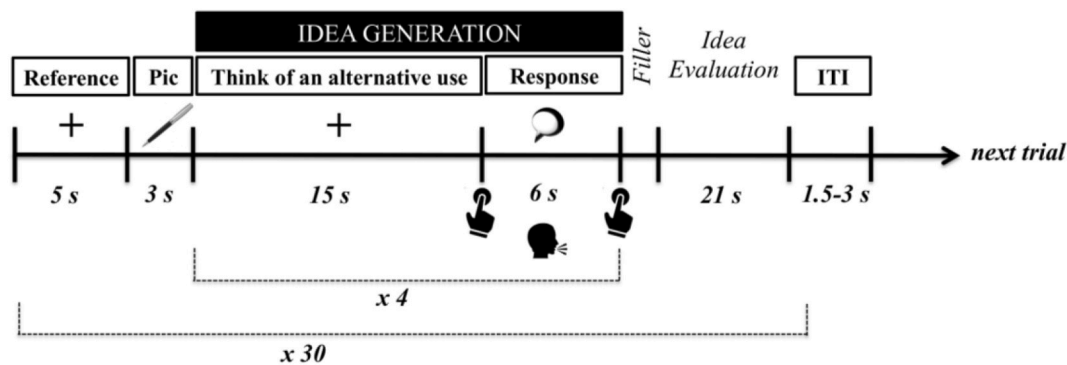 IDEA GENERATION
Reference
Pic
Think of an alternative use
Response
Filler
Idea
Evaluation
ITI
next trial
5 s
3 s
15 s
6 s
21 s
1.5-3 s
x 4
x 30